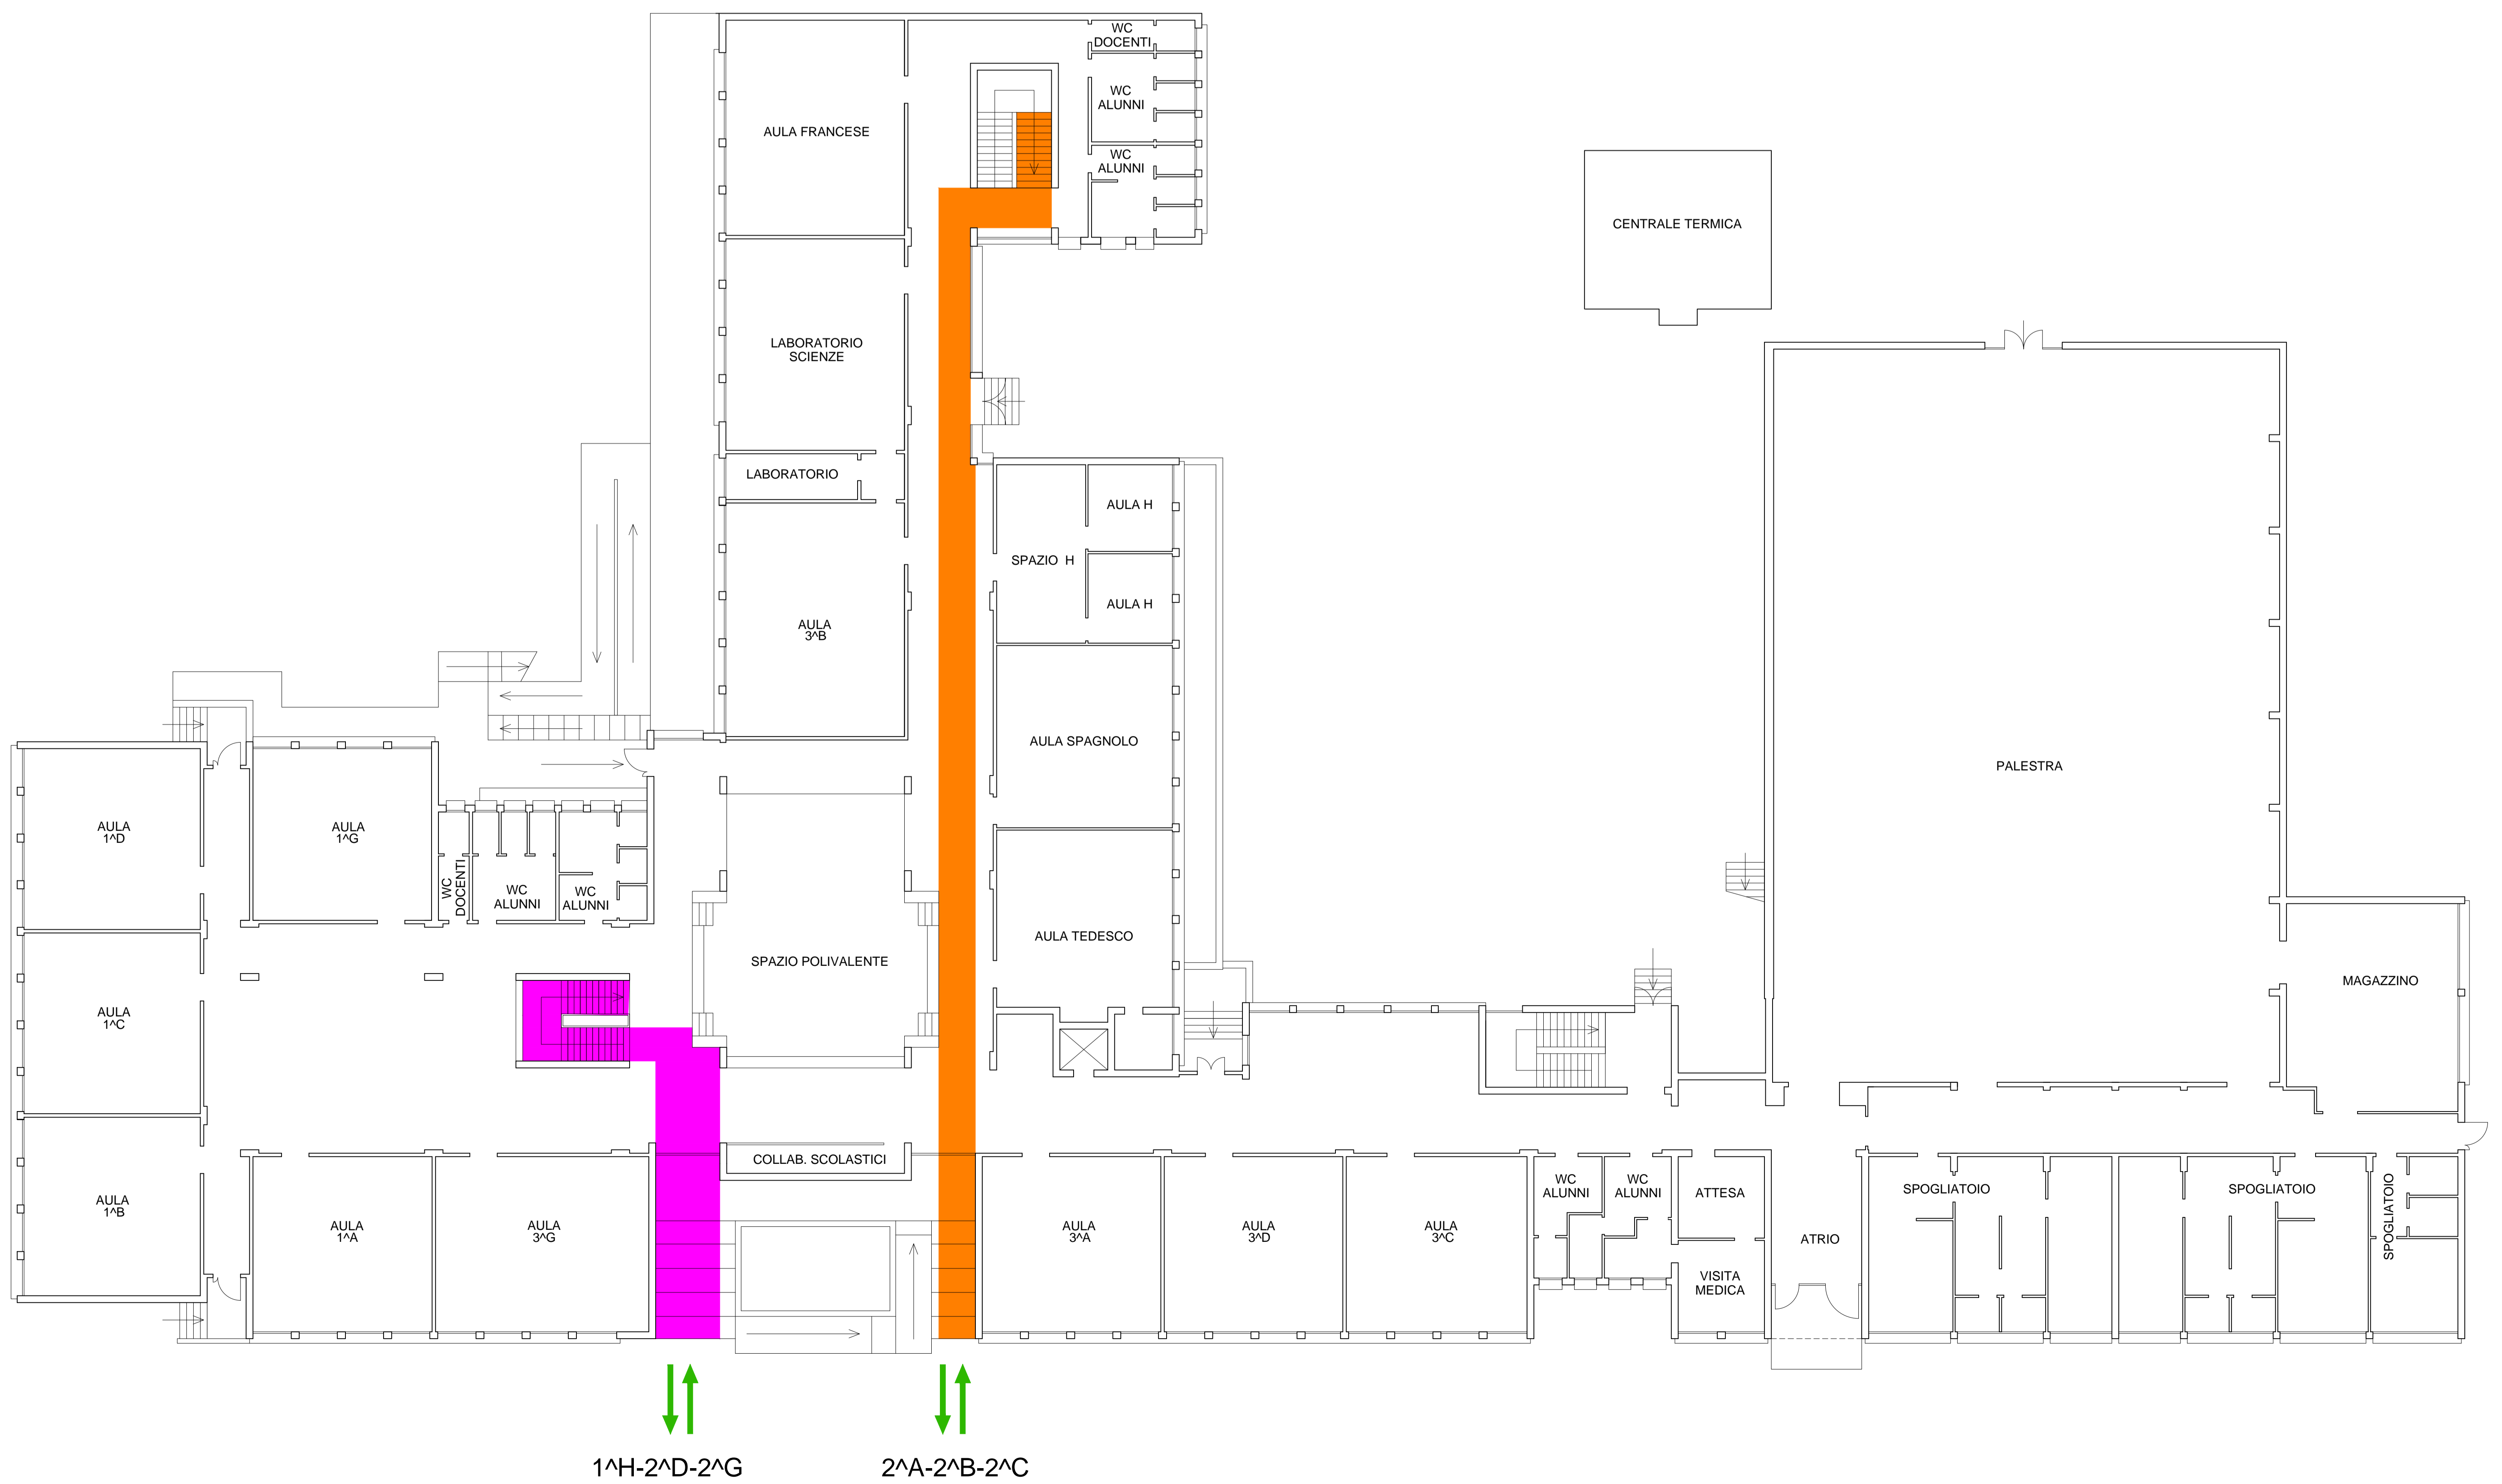 WC
DOCENTI
WC
ALUNNI
AULA FRANCESE
WC
ALUNNI
CENTRALE TERMICA
LABORATORIO
SCIENZE
LABORATORIO
AULA H
SPAZIO H
AULA H
AULA
3^B
AULA SPAGNOLO
PALESTRA
AULA
1^D
AULA
1^G
WC
DOCENTI
WC
ALUNNI
WC
ALUNNI
AULA TEDESCO
SPAZIO POLIVALENTE
MAGAZZINO
AULA
1^C
COLLAB. SCOLASTICI
AULA
1^B
AULA
1^A
AULA
3^G
AULA
3^A
AULA
3^D
AULA
3^C
WC
ALUNNI
WC
ALUNNI
ATTESA
VISITA
MEDICA
ATRIO
SPOGLIATOIO
SPOGLIATOIO
SPOGLIATOIO
1^H-2^D-2^G
2^A-2^B-2^C